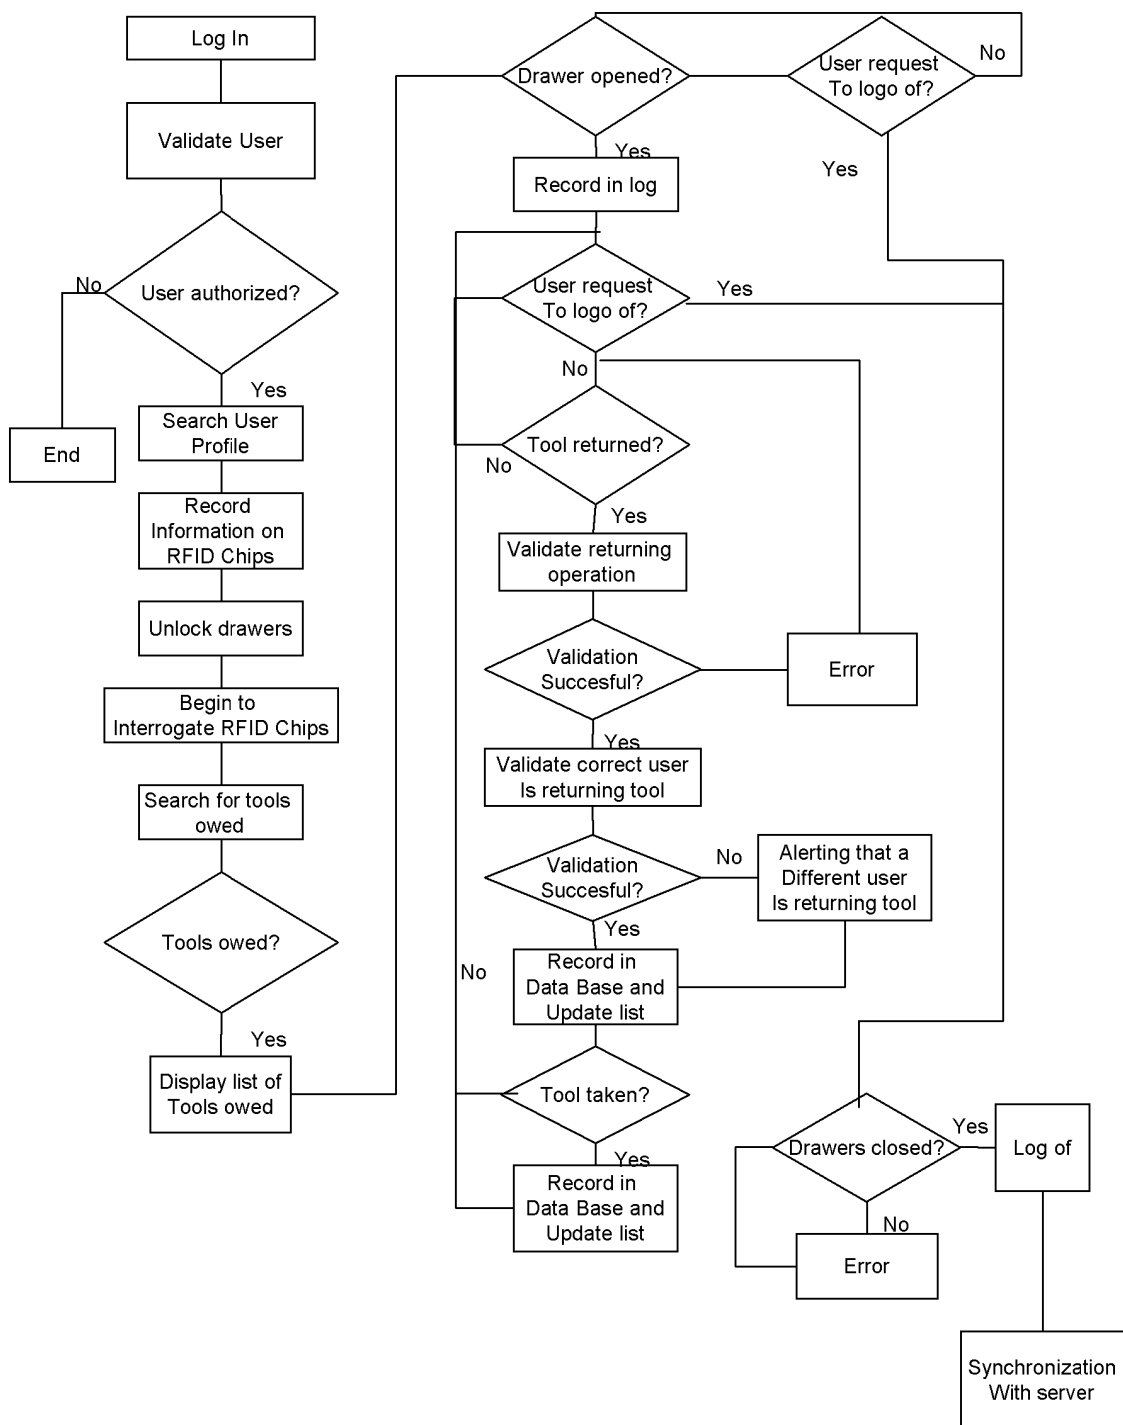 Log In
Validate User
No
User authorized?
Yes
End
Search User
Profile
Record
Information on
RFID Chips
Unlock drawers
Begin to
Interrogate RFID Chips
Search for tools
owed
Tools owed?
Yes
Display list of
Tools owed
Drawer opened?
User request
To logo of?
No
Yes
Yes
Record in log
User request
To logo of?
Yes
No
Tool returned?
No
Yes
Validate returning
operation
Validation
Succesful?
Error
Yes
Validate correct user
Is returning tool
Validation
Succesful?
No
Alerting that a
Different user
Is returning tool
Yes
Record in
Data Base and
Update list
No
Tool taken?
Yes
Record in
Data Base and
Update list
Drawers closed?
Yes
Log of
No
Error
Synchronization
With server